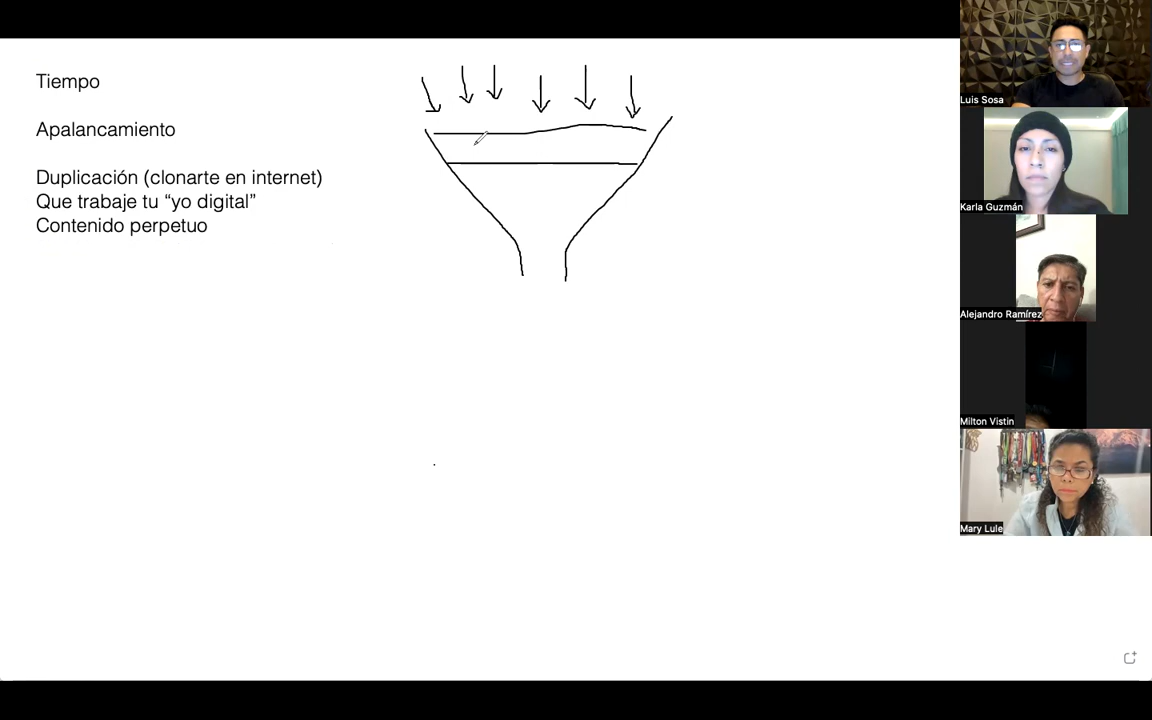 Tiempo
Apalancamiento
Duplicación (clonarte en internet)
Que trabaje tu “yo digital”
Contenido perpetuo
Luis Sosa
Karla Guzmán
Alejandro Ramírez
Milton Vistin
Mary Lule